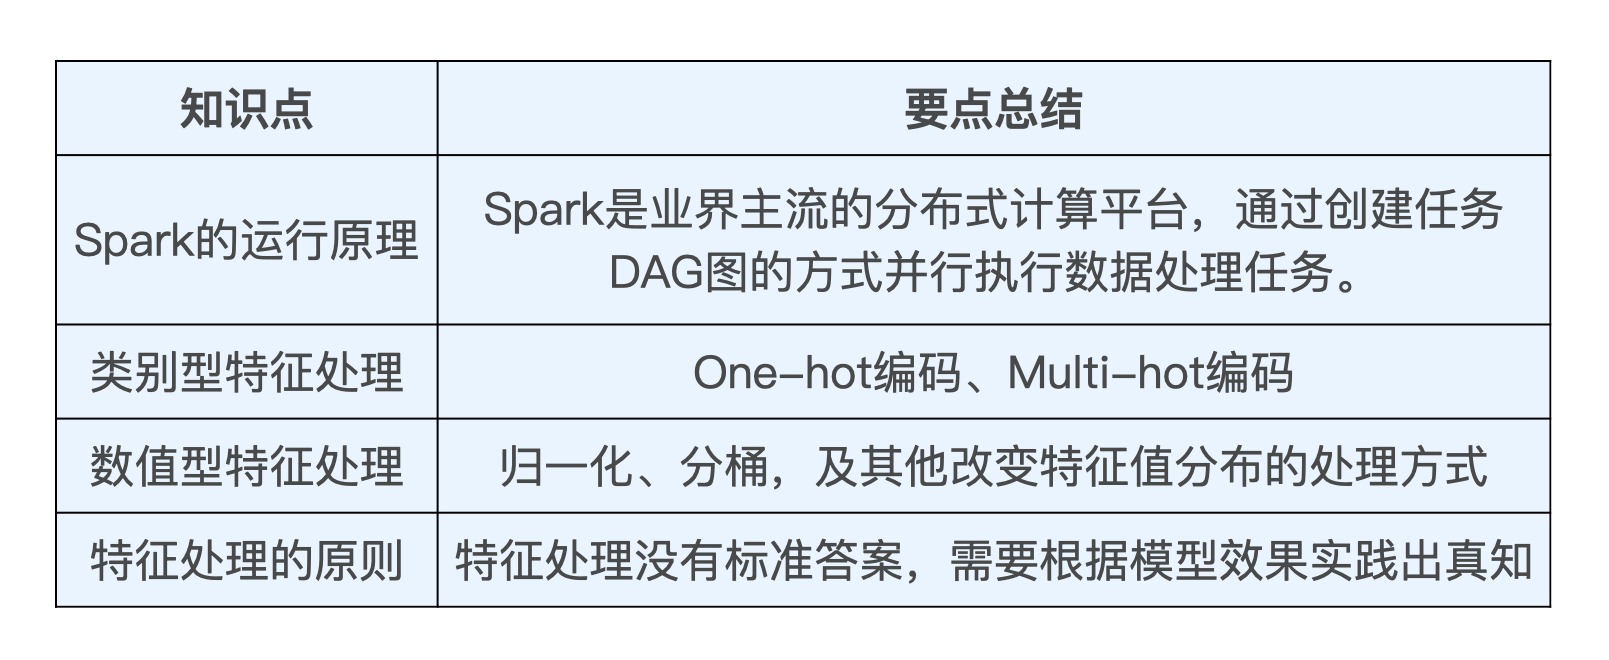 知识点
要点总结
Spark的运行原理
Spark是业界主流的分布式计算平台，通过创建任务
DAG图的方式并行执行数据处理任务。
类别型特征处理
One-hot编码、Multi-hot编码
数值型特征处理
归一化、分桶，及其他改变特征值分布的处理方式
特征处理的原则
特征处理没有标准答案，需要根据模型效果实践出真知